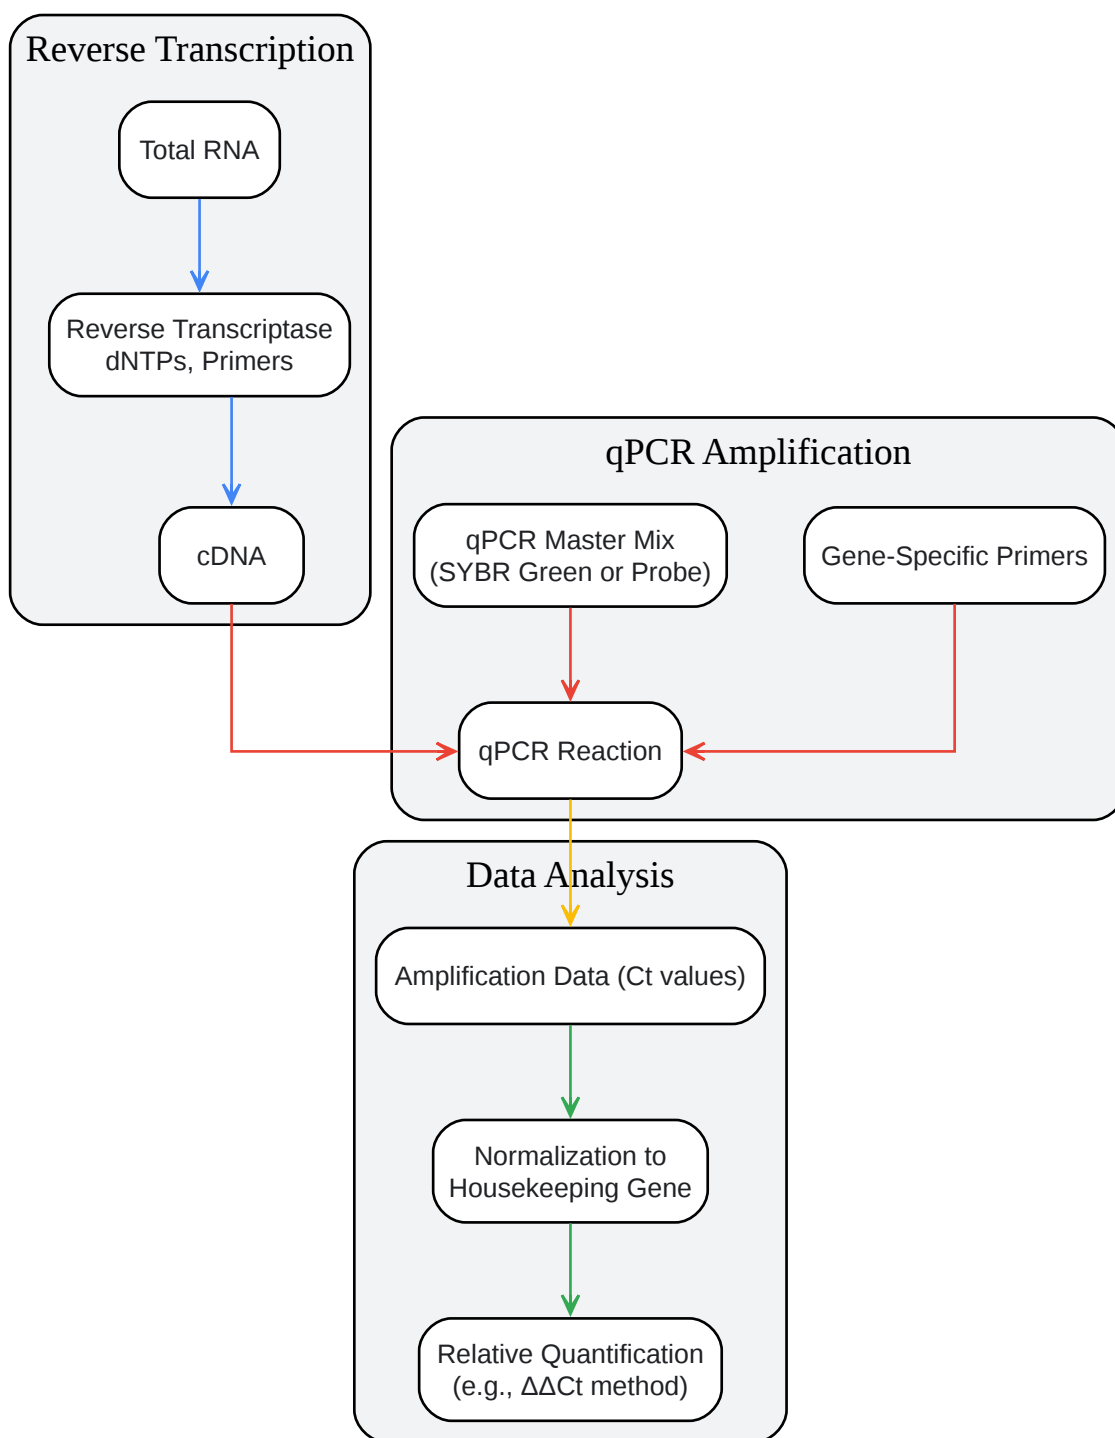 Reverse Transcription
Total RNA
Reverse Transcriptase
dNTPs, Primers
cDNA
qPCR Amplification
qPCR Master Mix
(SYBR Green or Probe)
Gene-Specific Primers
qPCR Reaction
Data Analysis
Amplification Data (Ct values)
Normalization to
Housekeeping Gene
Relative Quantification
(e.g., ΔΔCt method)